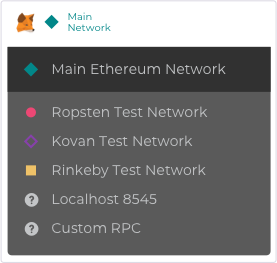 Main
Network
Main Ethereum Network
Ropsten Test Network
Kovan Test Network
Rinkeby Test Network
? Localhost 8545
? Custom RPC